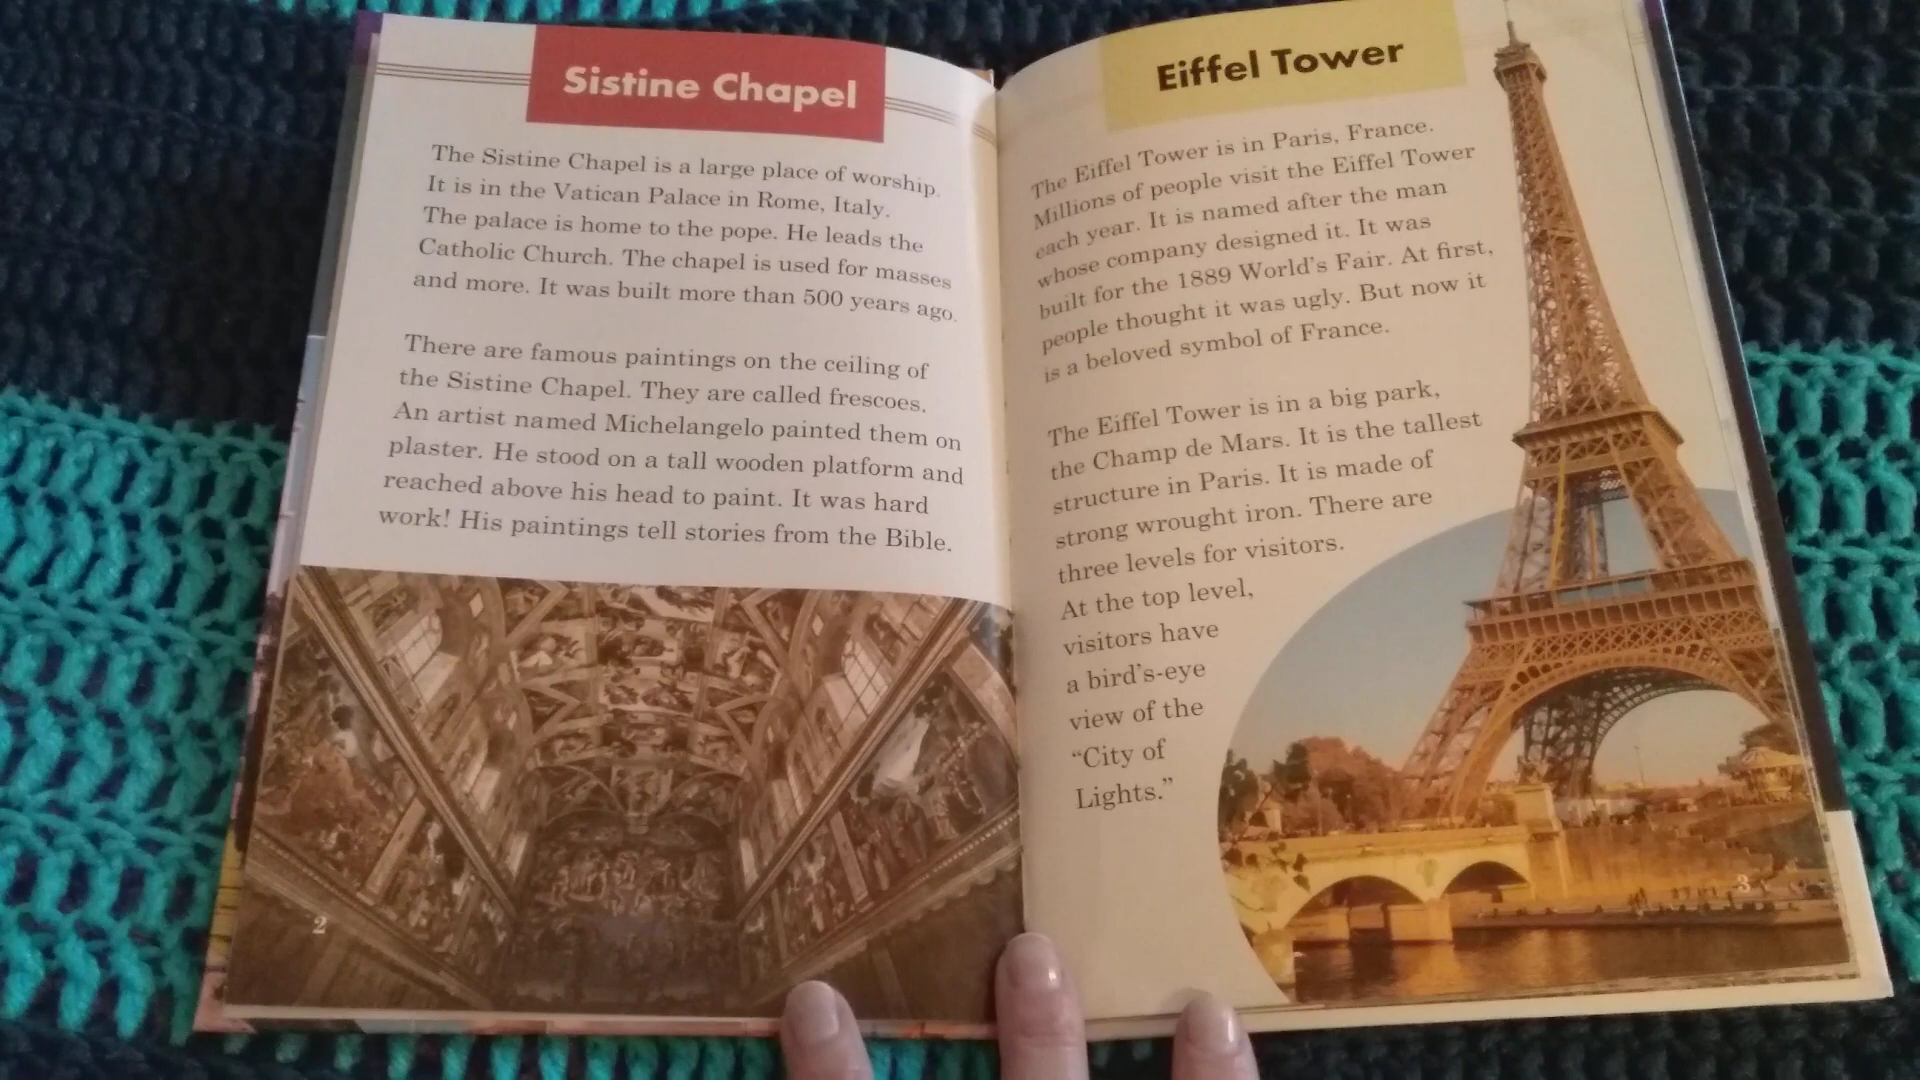 Sistine Chapel
The Sistine Chapel is a large place of worship.
It is in the Vatican Palace in Rome, Italy.
The palace is home to the pope. He leads the
Catholic Church. The chapel is used for masses
and more. It was built more than 500 years ago.
There are famous paintings on the ceiling of
the Sistine Chapel. They are called frescoes.
An artist named Michelangelo painted them on
plaster. He stood on a tall wooden platform and
reached above his head to paint. It was hard
work! His paintings tell stories from the Bible.
2
Eiffel Tower
The Eiffel Tower is in Paris, France.
Millions of people visit the Eiffel Tower
each year. It is named after the man
whose company designed it. It was
built for the 1889 World's Fair. At first,
people thought it was ugly. But now it
is a beloved symbol of France.
The Eiffel Tower is in a big park,
the Champ de Mars. It is the tallest
structure in Paris. It is made of
strong wrought iron. There are
three levels for visitors.
At the top level,
visitors have
a bird's-eye
view of the
“City of
Lights.”
3